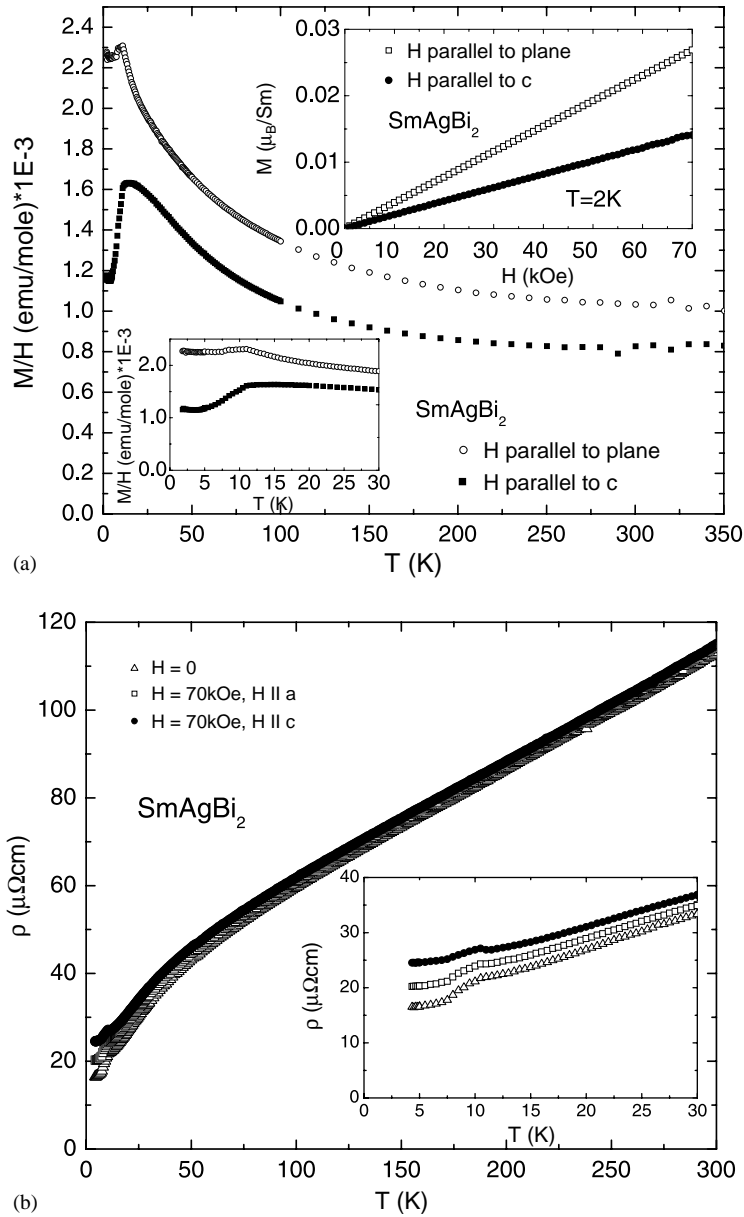 2.4
2.2
2.0
1.8
1.6
1.4
1.2
1.0
0.8
0.6
0.4
0.2
0.0
M/H (emu/mole)*1E-3
0 50 100 150 200 250 300 350
T (K)
0.03
0.02
0.01
0.00
M (μB/Sm)
□ H parallel to plane
● H parallel to c
SmAgBi2
T=2K
0 10 20 30 40 50 60 70
H (kOe)
2.0
1.0
0.0
M/H (emu/mole)*1E-3
0 5 10 15 20 25 30
T (K)
SmAgBi2
○ H parallel to plane
■ H parallel to c
(a)
120
100
80
60
40
20
0
ρ (μΩcm)
△ H = 0
□ H = 70kOe, H II a
● H = 70kOe, H II c
SmAgBi2
40
30
20
10
0
ρ (μΩcm)
0 5 10 15 20 25 30
T (K)
0 50 100 150 200 250 300
T (K)
(b)